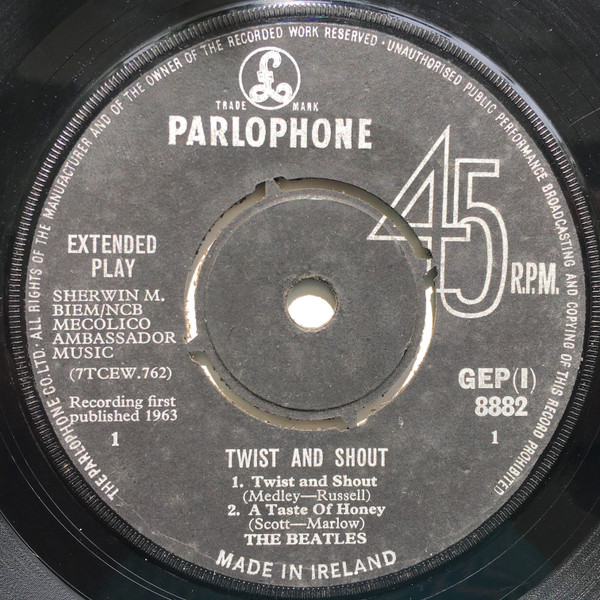 THE PARLOPHONE CO. LTD. · ALL RIGHTS OF THE MANUFACTURER AND OF THE OWNER OF THE RECORDED WORK RESERVED · UNAUTHORISED PUBLIC PERFORMANCE BROADCASTING AND COPYING OF THIS RECORD PROHIBITED
£
TRADE MARK
PARLOPHONE
45
R.P.M.
EXTENDED
PLAY
SHERWIN M.
BIEM/NCB
MECOLICO
AMBASSADOR
MUSIC
(7TCEW.762)
Recording first
published 1963
GEP(I)
8882
1
1
TWIST AND SHOUT
1. Twist and Shout
(Medley—Russell)
2. A Taste Of Honey
(Scott—Marlow)
THE BEATLES
MADE IN IRELAND